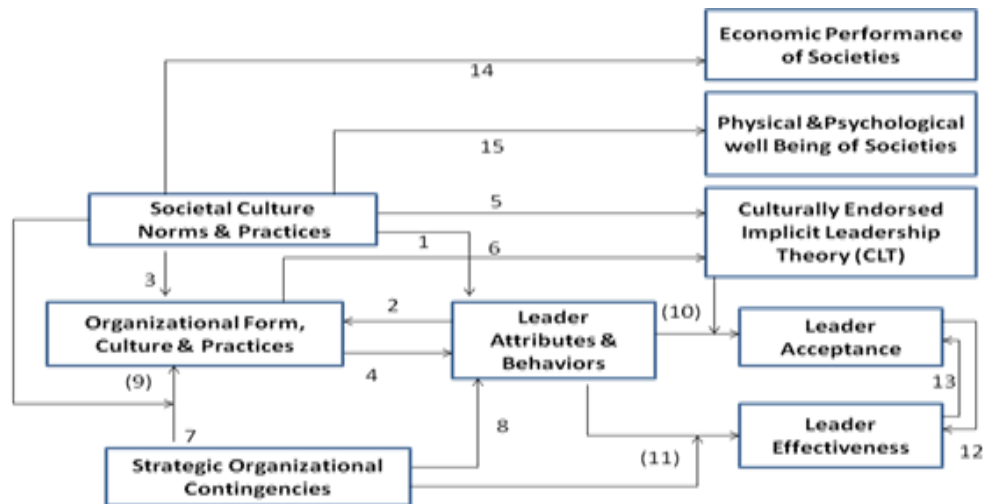 Economic Performance
of Societies
14
Physical &Psychological
well Being of Societies
15
Societal Culture
Norms & Practices
5
Culturally Endorsed
Implicit Leadership
Theory (CLT)
1
6
3
Organizational Form,
Culture & Practices
2
4
Leader
Attributes &
Behaviors
(10)
Leader
Acceptance
(9)
7
8
13
Strategic Organizational
Contingencies
(11)
Leader
Effectiveness
12